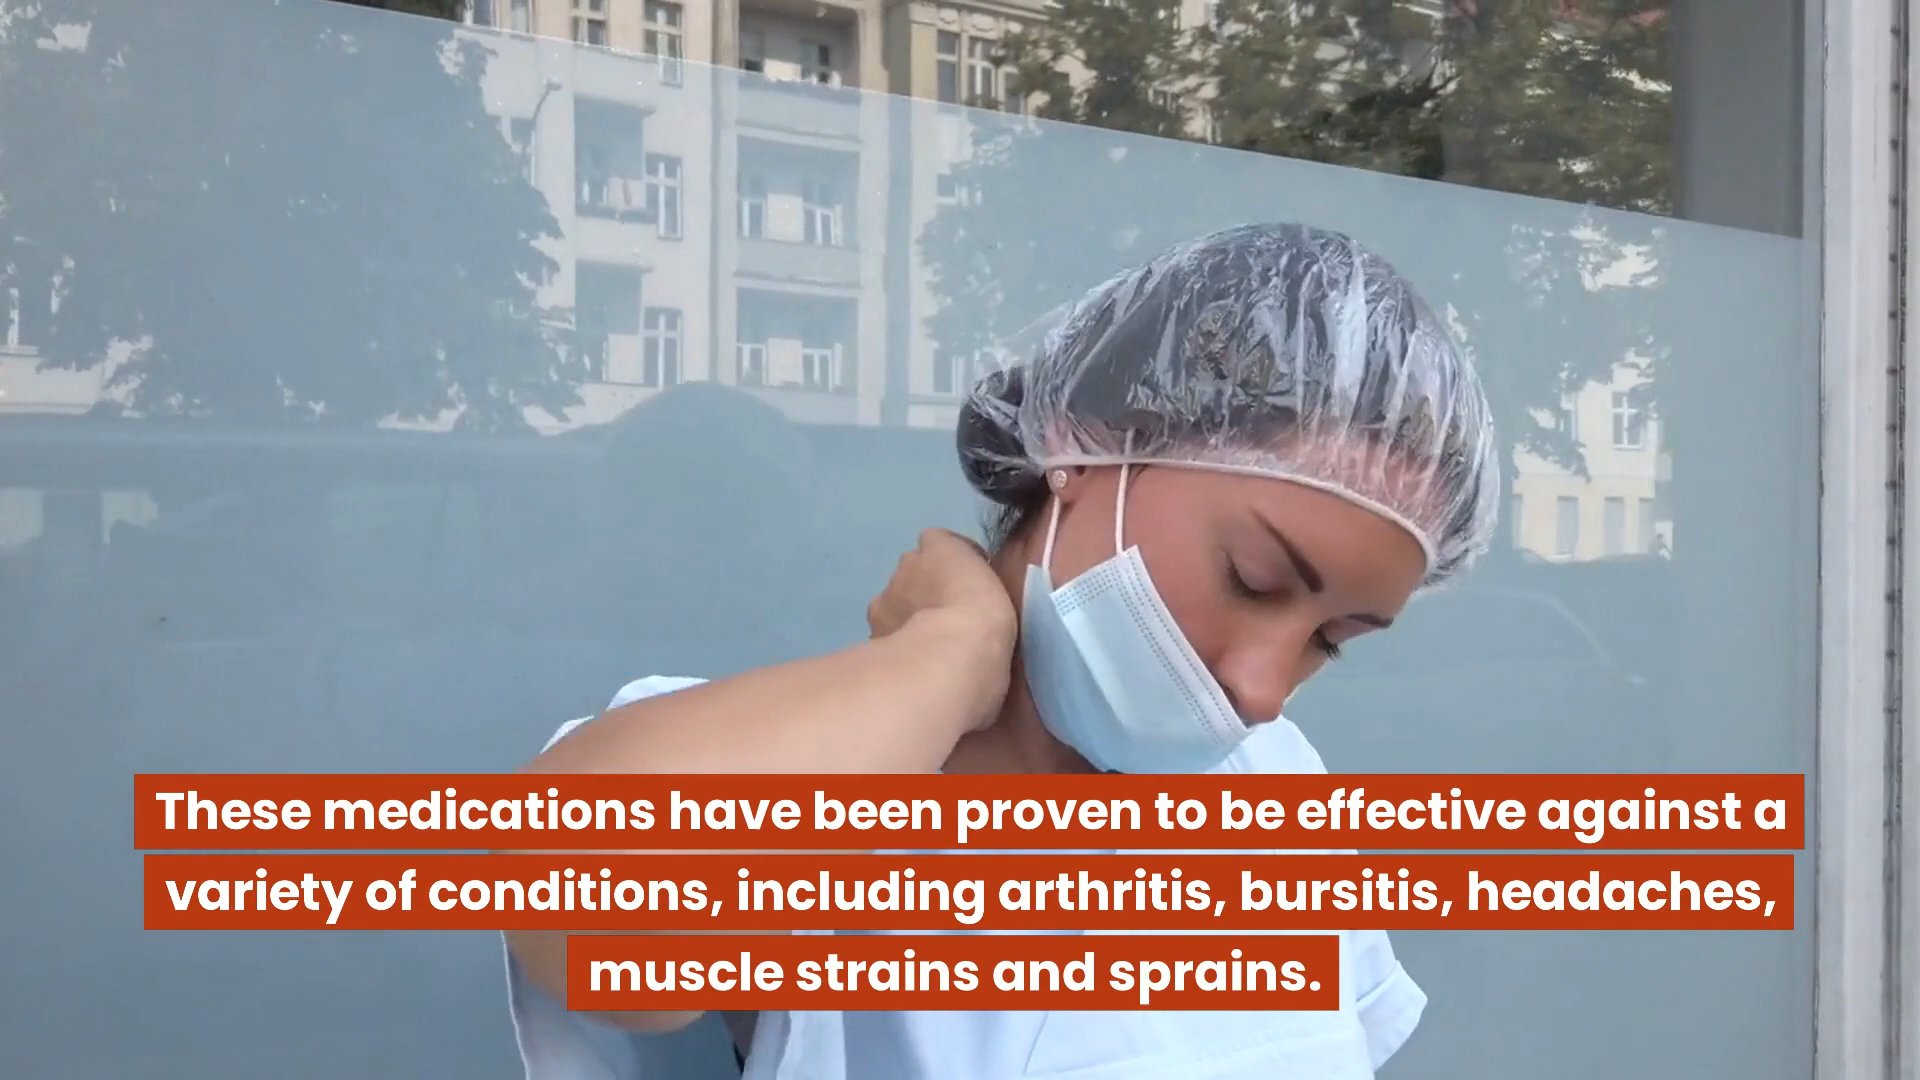 These medications have been proven to be effective against a
variety of conditions, including arthritis, bursitis, headaches,
muscle strains and sprains.